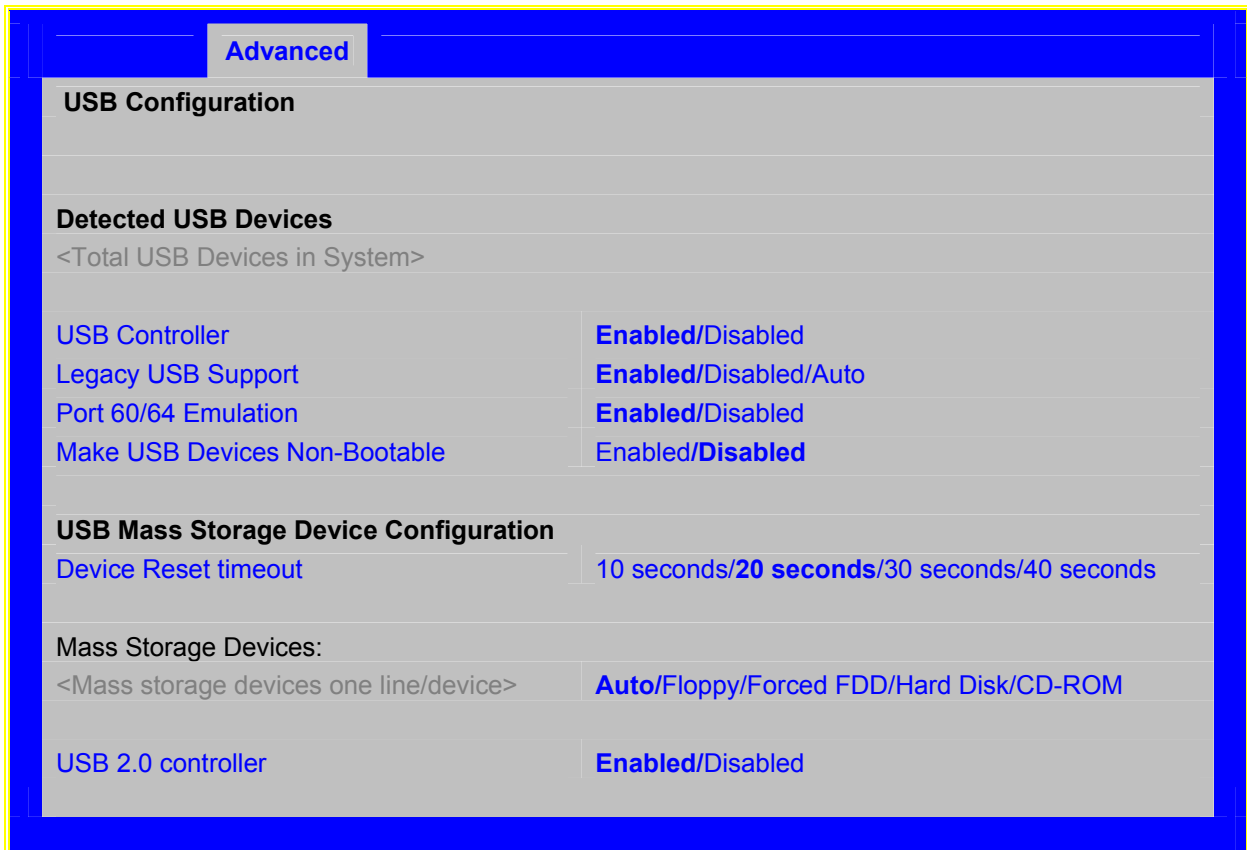 Advanced
USB Configuration
Detected USB Devices
<Total USB Devices in System>
USB Controller Enabled/Disabled
Legacy USB Support Enabled/Disabled/Auto
Port 60/64 Emulation Enabled/Disabled
Make USB Devices Non-Bootable Enabled/Disabled
USB Mass Storage Device Configuration
Device Reset timeout 10 seconds/20 seconds/30 seconds/40 seconds
Mass Storage Devices:
<Mass storage devices one line/device> Auto/Floppy/Forced FDD/Hard Disk/CD-ROM
USB 2.0 controller Enabled/Disabled